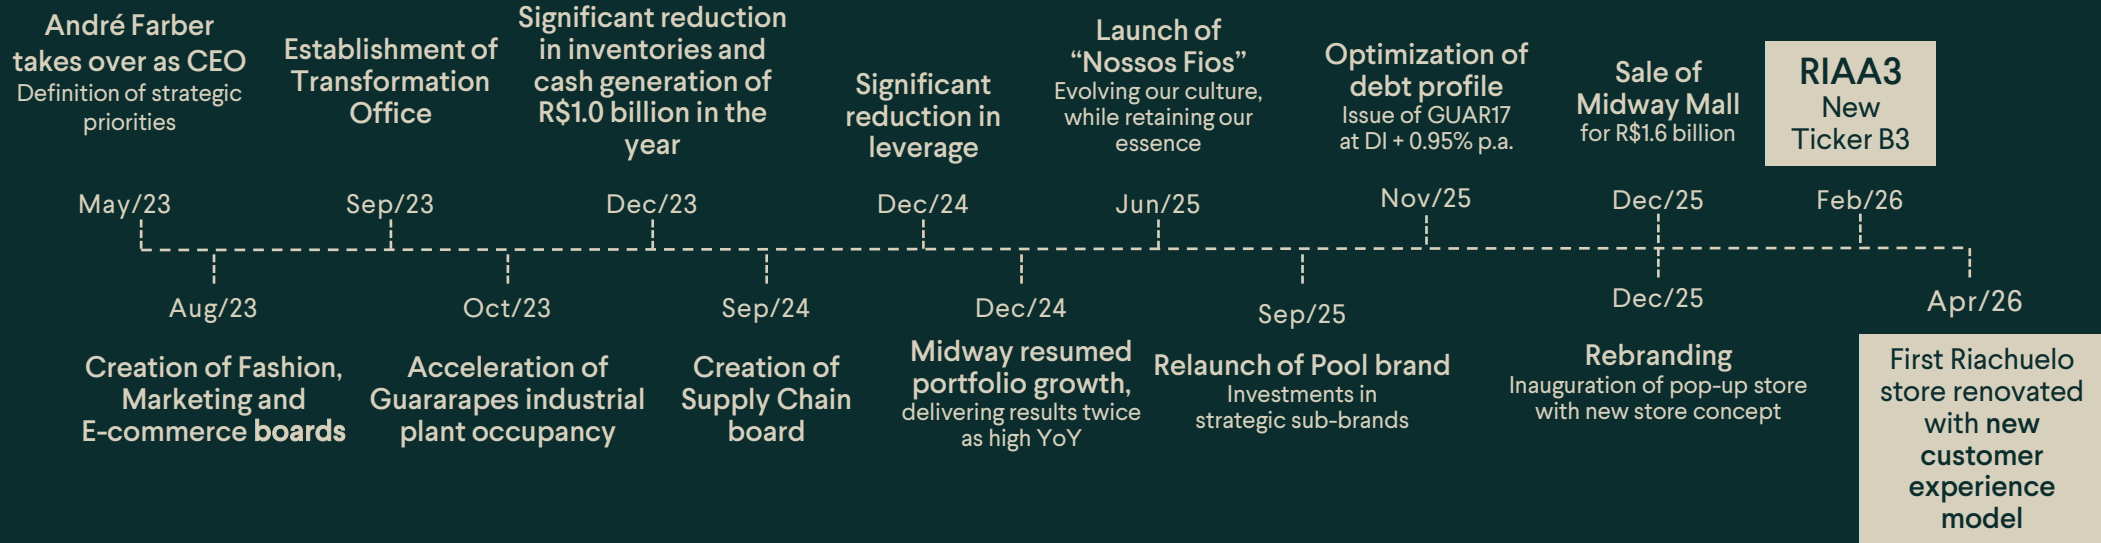 André Farber
takes over as CEO
Definition of strategic
priorities
May/23
Establishment of
Transformation
Office
Sep/23
Significant reduction
in inventories and
cash generation of
R$1.0 billion in the
year
Dec/23
Significant
reduction in
leverage
Dec/24
Launch of
“Nossos Fios”
Evolving our culture,
while retaining our
essence
Jun/25
Optimization of
debt profile
Issue of GUAR17
at DI + 0.95% p.a.
Nov/25
Sale of
Midway Mall
for R$1.6 billion
Dec/25
RIAA3
New
Ticker B3
Feb/26
Aug/23
Creation of Fashion,
Marketing and
E-commerce boards
Oct/23
Acceleration of
Guararapes industrial
plant occupancy
Sep/24
Creation of
Supply Chain
board
Dec/24
Midway resumed
portfolio growth,
delivering results twice
as high YoY
Sep/25
Relaunch of Pool brand
Investments in
strategic sub-brands
Dec/25
Rebranding
Inauguration of pop-up store
with new store concept
Apr/26
First Riachuelo
store renovated
with new
customer
experience
model